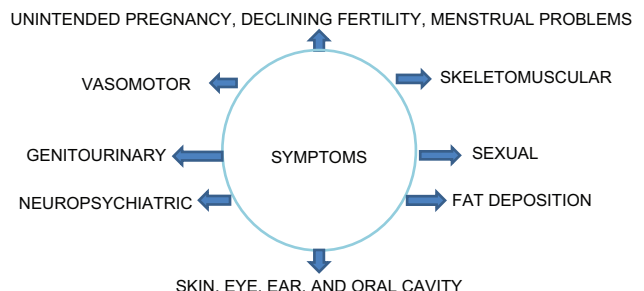 UNINTENDED PREGNANCY, DECLINING FERTILITY, MENSTRUAL PROBLEMS
VASOMOTOR
SKELETOMUSCULAR
GENITOURINARY
SYMPTOMS
SEXUAL
NEUROPSYCHIATRIC
FAT DEPOSITION
SKIN, EYE, EAR, AND ORAL CAVITY